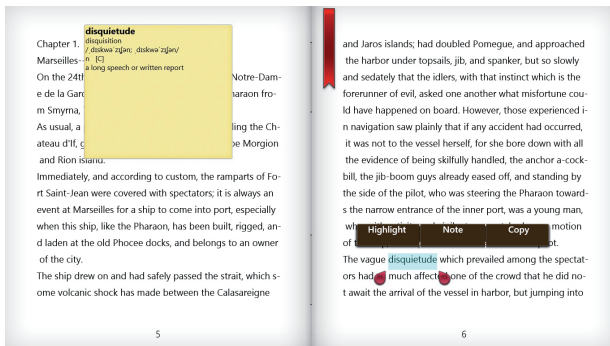 Chapter 1.
Marseilles--
On the 24th Notre-Dam-
e de la Gar haraon fro-
m Smyrna,
As usual, a ing the Ch-
ateau d'If, Morgion
and Rion island.
Immediately, and according to custom, the ramparts of Fo-
rt Saint-Jean were covered with spectators; it is always an
event at Marseilles for a ship to come into port, especially
when this ship, like the Pharaon, has been built, rigged, an-
d laden at the old Phocee docks, and belongs to an owner
of the city.
The ship drew on and had safely passed the strait, which s-
ome volcanic shock has made between the Calasareigne
5
disquietude
disquisition
/ˌdɪskwəˈzɪʃən; ˌdɪskwəˈzɪʃən/
n [C]
a long speech or written report
and Jaros islands; had doubled Pomegue, and approached
the harbor under topsails, jib, and spanker, but so slowly
and sedately that the idlers, with that instinct which is the
forerunner of evil, asked one another what misfortune cou-
ld have happened on board. However, those experienced i-
n navigation saw plainly that if any accident had occurred,
it was not to the vessel herself, for she bore down with all
the evidence of being skilfully handled, the anchor a-cock-
bill, the jib-boom guys already eased off, and standing by
the side of the pilot, who was steering the Pharaon toward-
s the narrow entrance of the inner port, was a young man,
motion
of
Highlight Note Copy
The vague disquietude which prevailed among the spectat-
ors had much affected one of the crowd that he did no-
t await the arrival of the vessel in harbor, but jumping into
6